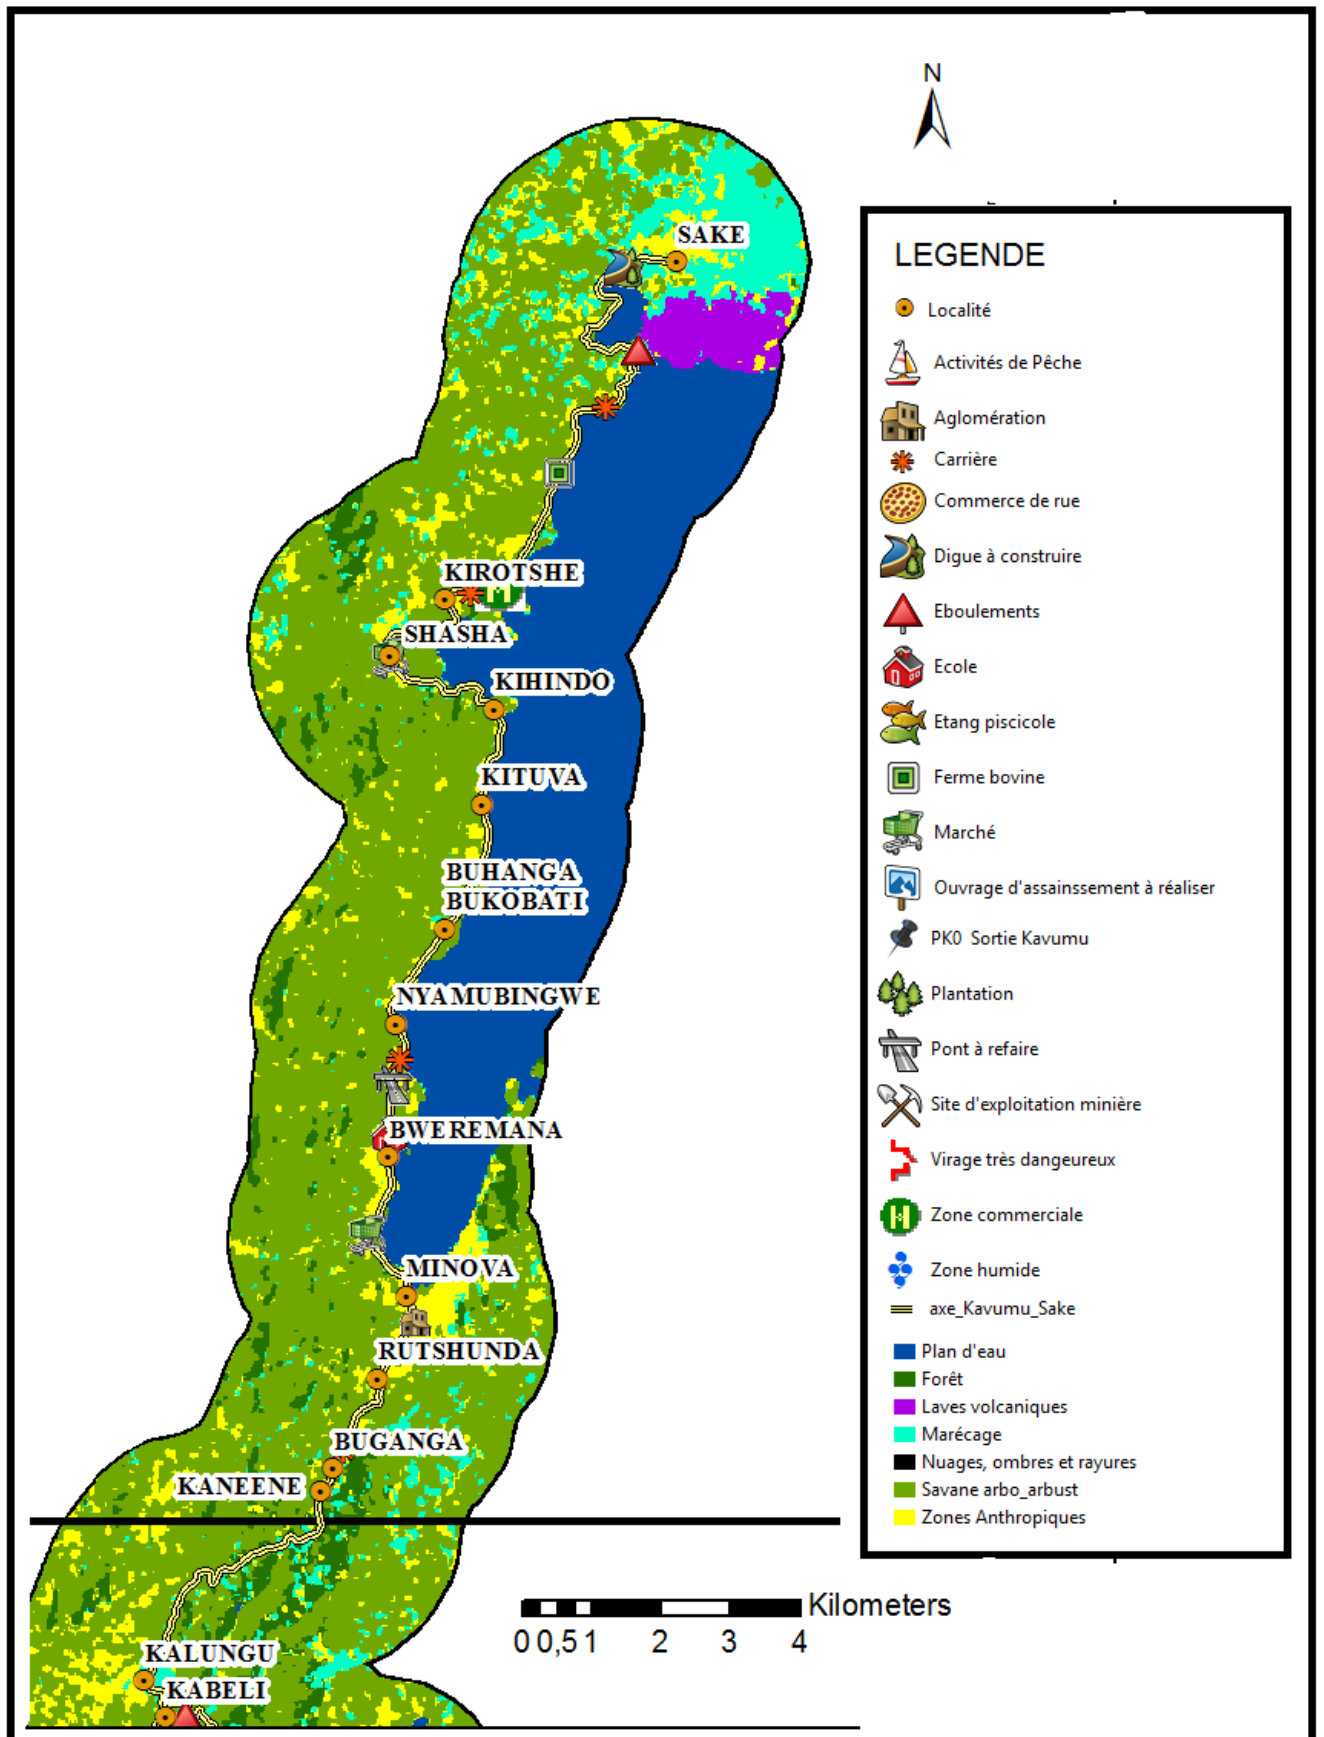 N
SAKE
KIROTSHE
SHASHA
KIHINDO
KITUVA
BUHANGA
BUKOBATI
NYAMUBINGWE
BWEREMANA
MINOVA
RUTSHUNDA
BUGANGA
KANEENE
KALUNGU
KABELI
LEGENDE
Localité
Activités de Pêche
Aglomération
Carrière
Commerce de rue
Digue à construire
Eboulements
Ecole
Etang piscicole
Ferme bovine
Marché
Ouvrage d'assainssement à réaliser
PK0 Sortie Kavumu
Plantation
Pont à refaire
Site d'exploitation minière
Virage très dangeureux
H Zone commerciale
Zone humide
axe_Kavumu_Sake
Plan d'eau
Forêt
Laves volcaniques
Marécage
Nuages, ombres et rayures
Savane arbo_arbust
Zones Anthropiques
Kilometers
0 0,5 1 2 3 4